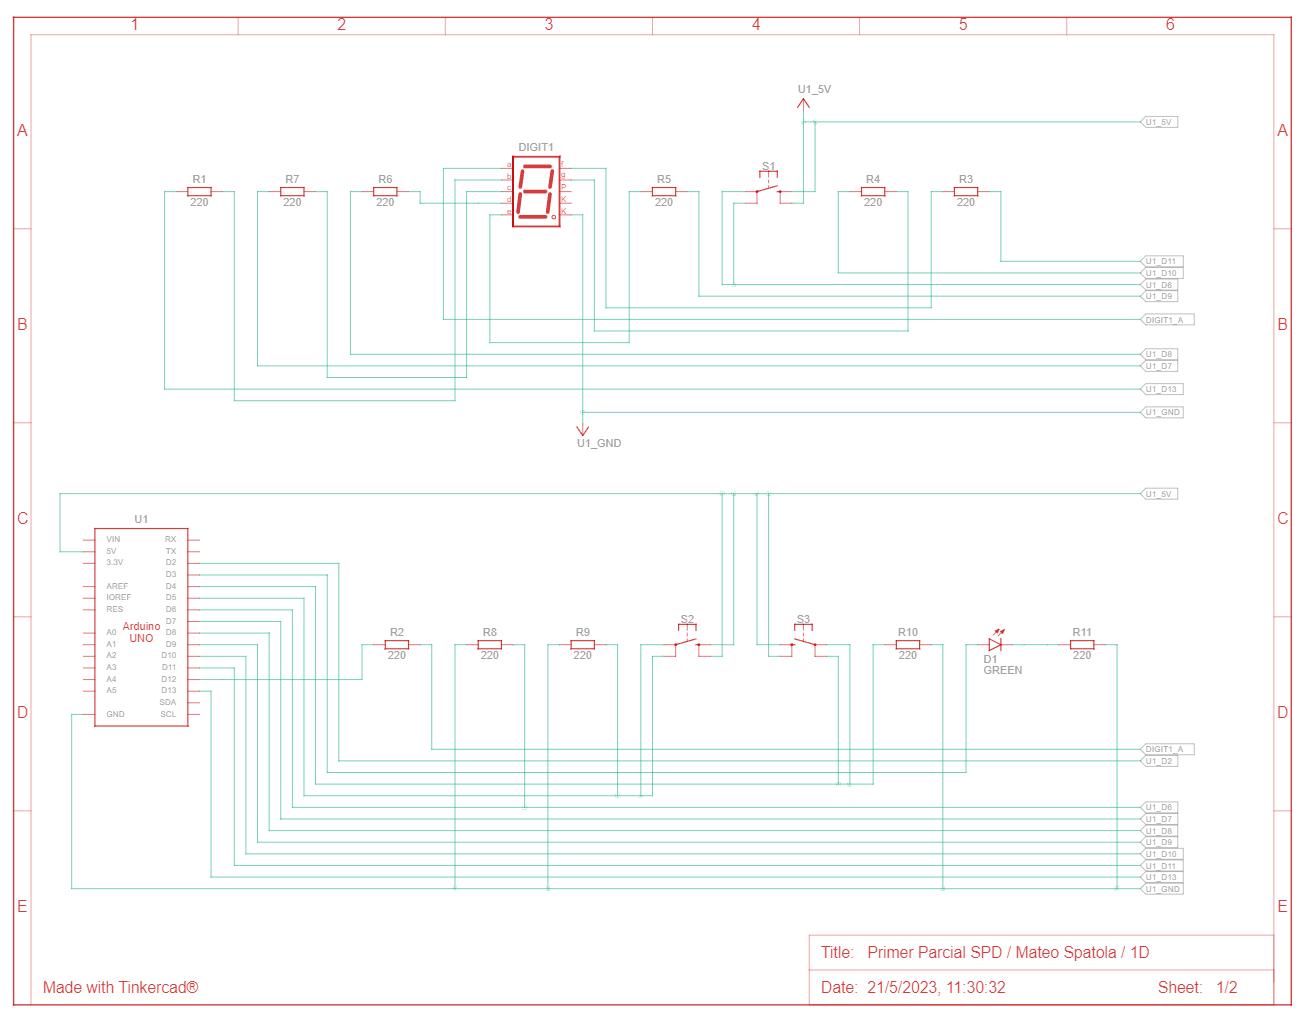 1 2 3 4 5 6
U1_5V
A U1_5V A
DIGIT1
S1
R1 R7 R6 R5 R4 R3
220 220 220 220 220 220
a
b
c
d
e
f
g
P
K
K
U1_D11
U1_D10
U1_D6
U1_D9
B DIGIT1_A B
U1_D8
U1_D7
U1_D13
U1_GND
U1_GND
U1_5V
C U1 C
VIN RX
5V TX
3.3V D2
D3
AREF D4
IOREF D5
RES D6
D7
Arduino
UNO
A0 D8
A1 D9
A2 D10
A3 D11
A4 D12
A5 D13
SDA
GND SCL
S2 S3
R2 R8 R9 R10 R11
220 220 220 220 220
D1
GREEN
D D
DIGIT1_A
U1_D2
U1_D6
U1_D7
U1_D8
U1_D9
U1_D10
U1_D11
U1_D13
U1_GND
E E
Title: Primer Parcial SPD / Mateo Spatola / 1D
Made with Tinkercad® Date: 21/5/2023, 11:30:32 Sheet: 1/2